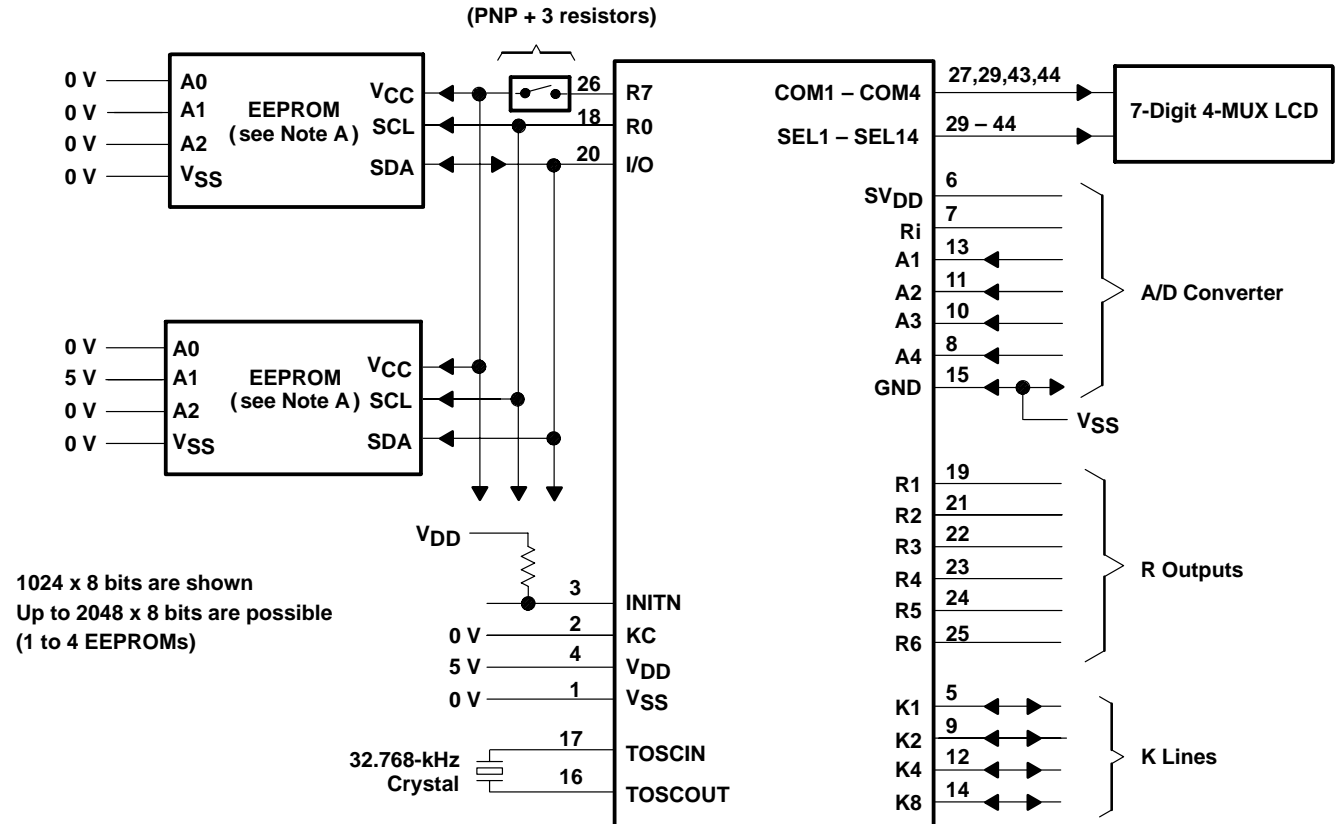 (PNP + 3 resistors)
0 V A0
0 V A1
0 V A2
0 V VSS
EEPROM
(see Note A)
VCC
SCL
SDA
26 R7
18 R0
20 I/O
COM1 – COM4 27,29,43,44
SEL1 – SEL14 29 – 44
7-Digit 4-MUX LCD
SVDD 6
Ri 7
A1 13
A2 11
A3 10
A4 8
GND 15
VSS
A/D Converter
0 V A0
5 V A1
0 V A2
0 V VSS
EEPROM
(see Note A)
VCC
SCL
SDA
R1 19
R2 21
R3 22
R4 23
R5 24
R6 25
R Outputs
VDD
1024 x 8 bits are shown
Up to 2048 x 8 bits are possible
(1 to 4 EEPROMs)
3 INITN
0 V 2 KC
5 V 4 VDD
0 V 1 VSS
32.768-kHz
Crystal
17 TOSCIN
16 TOSCOUT
K1 5
K2 9
K4 12
K8 14
K Lines